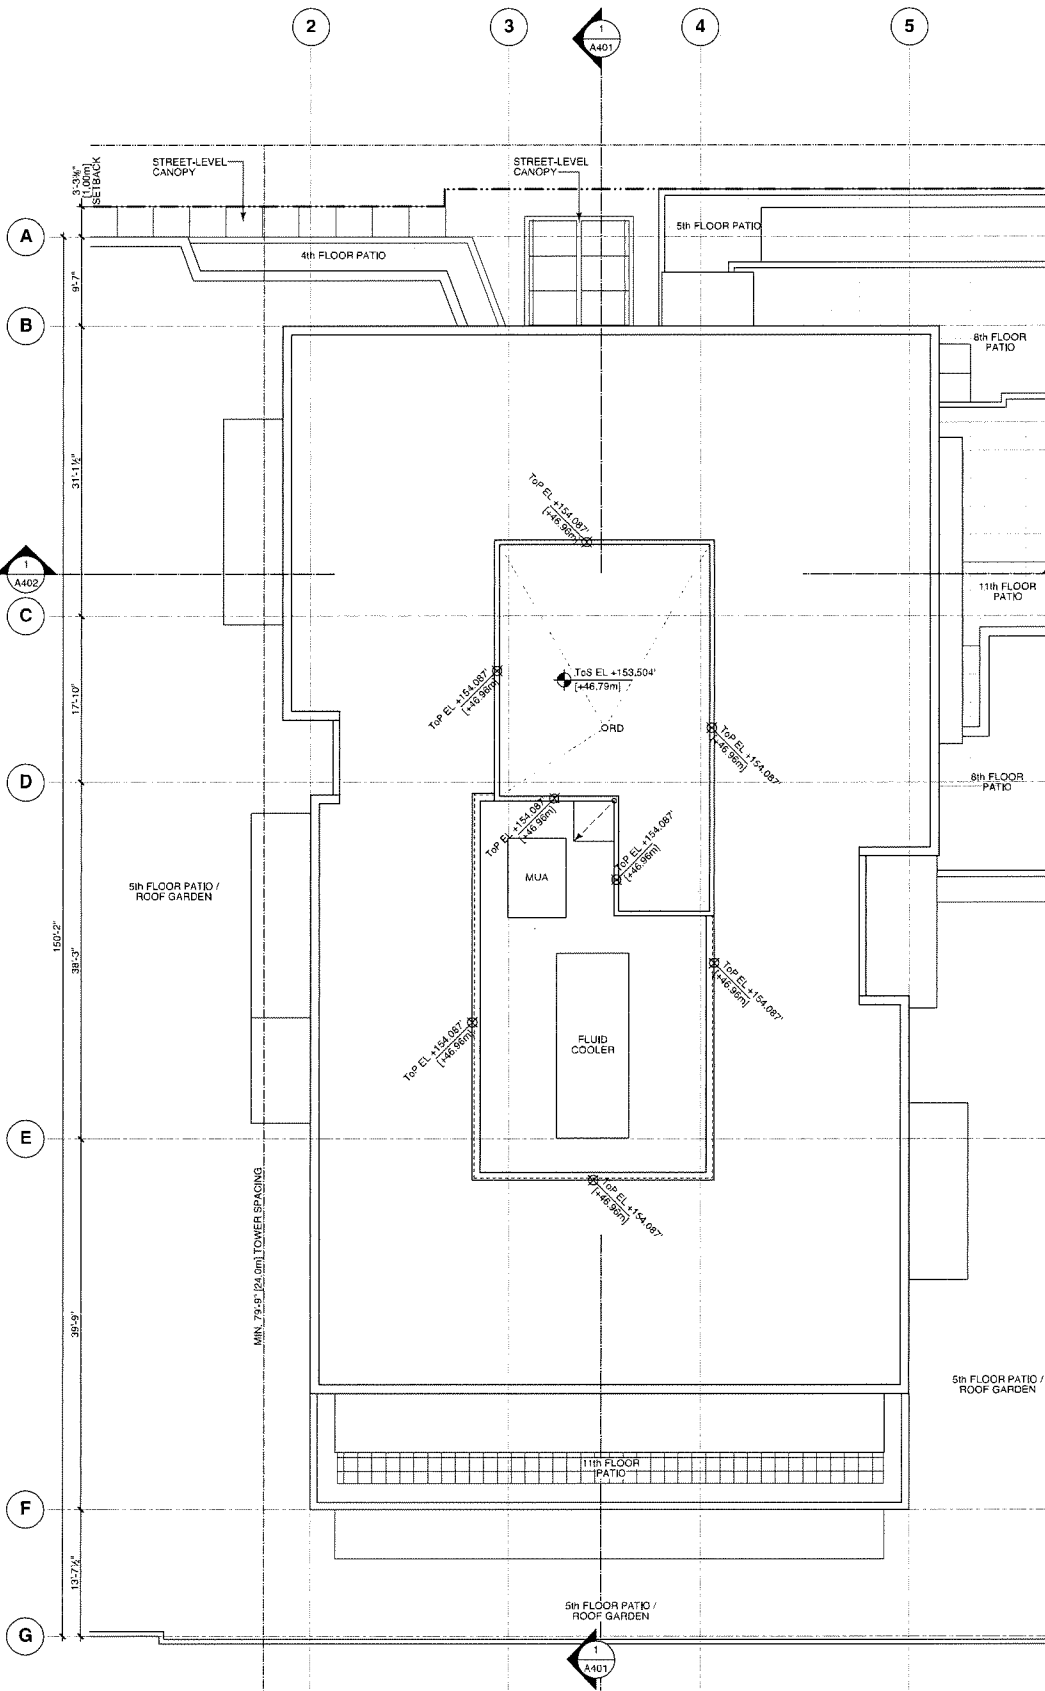 2
3
4
5
1
A401
3'-3⅜"
[1.00m]
SETBACK
STREET-LEVEL
CANOPY
STREET-LEVEL
CANOPY
A
5th FLOOR PATIO
4th FLOOR PATIO
9'-7"
B
8th FLOOR
PATIO
31'-1½"
ToP EL +154.087'
[+46.96m]
1
A402
11th FLOOR
PATIO
C
ToP EL +154.087'
[+46.96m]
ToS EL +153.504'
[+46.79m]
17'-10"
ORD
ToP EL +154.087'
[+46.96m]
D
8th FLOOR
PATIO
ToP EL +154.087'
[+46.96m]
ToP EL +154.087'
[+46.96m]
MUA
5th FLOOR PATIO /
ROOF GARDEN
150'-2"
38'-3"
ToP EL +154.087'
[+46.96m]
ToP EL +154.087'
[+46.96m]
FLUID
COOLER
E
ToP EL +154.087'
[+46.96m]
MIN. 79'-9" [24.0m] TOWER SPACING
39'-9"
5th FLOOR PATIO /
ROOF GARDEN
11th FLOOR
PATIO
F
13'-7½"
5th FLOOR PATIO /
ROOF GARDEN
G
1
A401